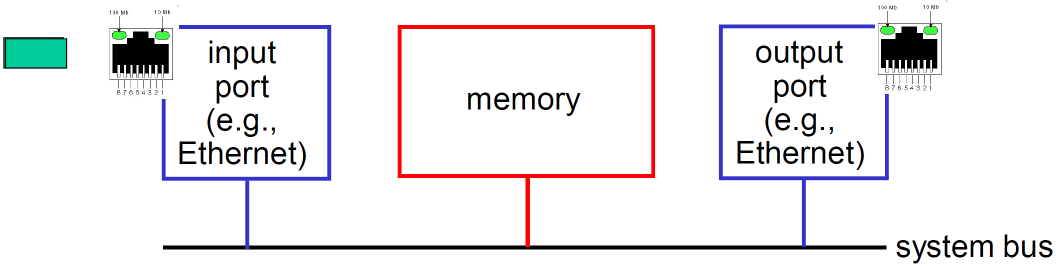 100 Mb 10 Mb
8 7 6 5 4 3 2 1
input
port
(e.g.,
Ethernet)
memory
output
port
(e.g.,
Ethernet)
100 Mb 10 Mb
8 7 6 5 4 3 2 1
system bus